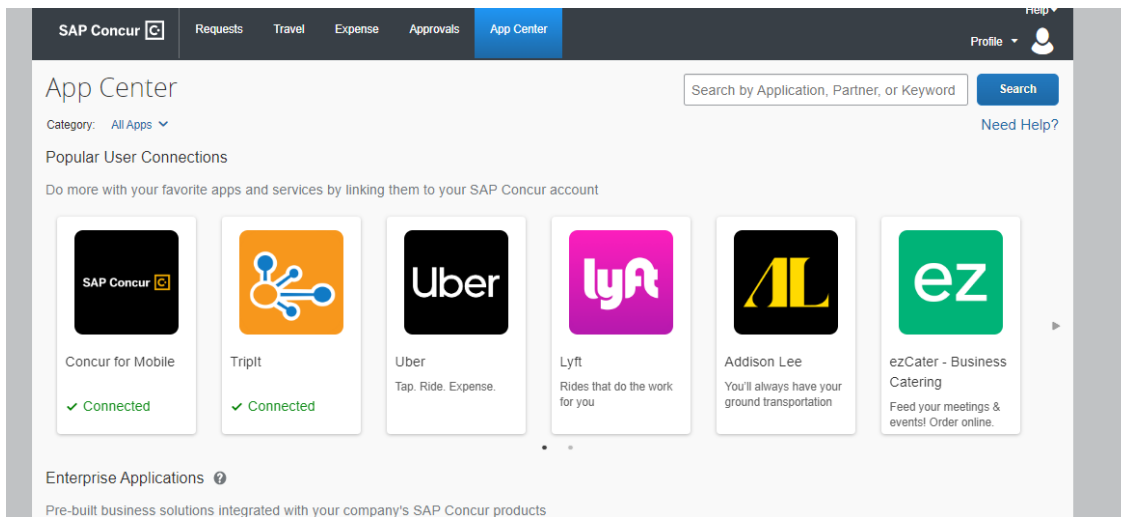 Help
SAP Concur C
Requests
Travel
Expense
Approvals
App Center
Profile
App Center
Search by Application, Partner, or Keyword
Search
Category: All Apps
Need Help?
Popular User Connections
Do more with your favorite apps and services by linking them to your SAP Concur account
SAP Concur C
Concur for Mobile
Connected
TripIt
Connected
Uber
Uber
Tap. Ride. Expense.
lyft
Lyft
Rides that do the work
for you
AL
Addison Lee
You'll always have your
ground transportation
ez
ezCater - Business
Catering
Feed your meetings &
events! Order online.
Enterprise Applications ?
Pre-built business solutions integrated with your company's SAP Concur products